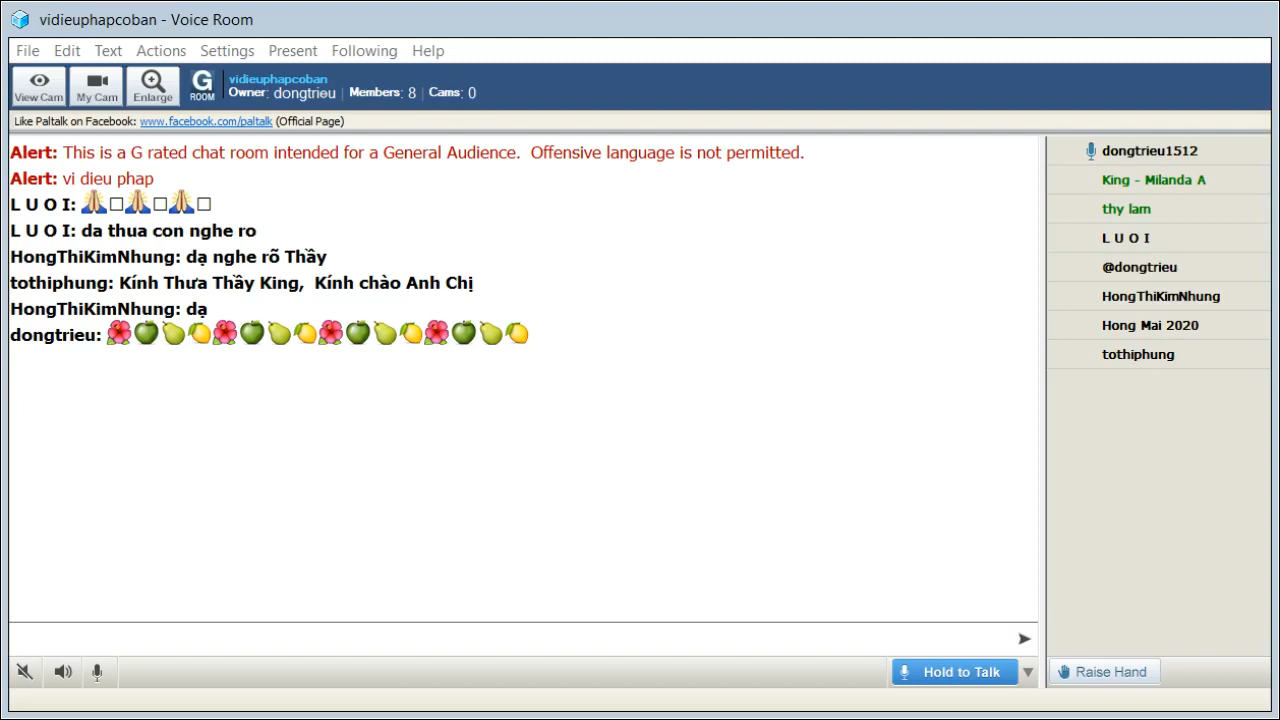 vidieuphapcoban - Voice Room
File Edit Text Actions Settings Present Following Help
View Cam
My Cam
Enlarge
G
ROOM
vidieuphapcoban
Owner: dongtrieu | Members: 8 | Cams: 0
Like Paltalk on Facebook: www.facebook.com/paltalk (Official Page)
Alert: This is a G rated chat room intended for a General Audience. Offensive language is not permitted.
Alert: vi dieu phap
L U O I: 🙏🏼□🙏🏼□🙏🏼□
L U O I: da thua con nghe ro
HongThiKimNhung: dạ nghe rõ Thầy
tothiphung: Kính Thưa Thầy King, Kính chào Anh Chị
HongThiKimNhung: dạ
dongtrieu: 🌺🍏🍐🍋🌺🍏🍐🍋🌺🍏🍐🍋🌺🍏🍐🍋
dongtrieu1512
King - Milanda A
thy lam
L U O I
@dongtrieu
HongThiKimNhung
Hong Mai 2020
tothiphung
Hold to Talk
Raise Hand